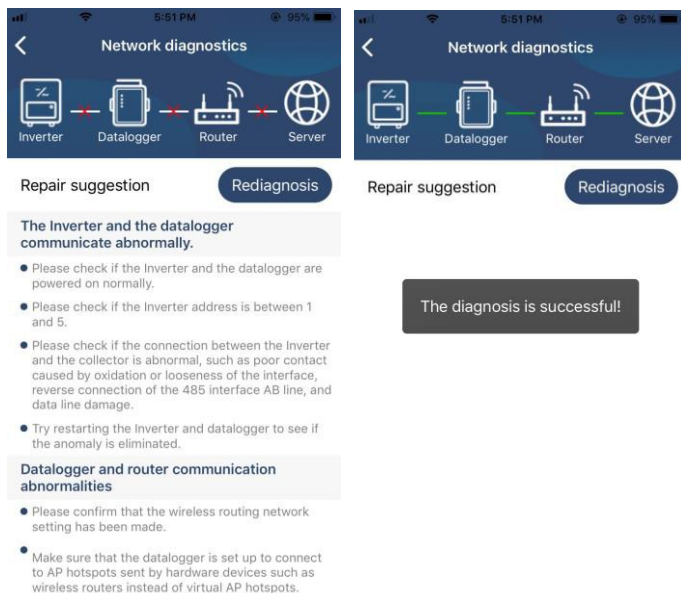 5:51 PM
95%
Network diagnostics
Inverter
Datalogger
Router
Server
Repair suggestion
Rediagnosis
The Inverter and the datalogger
communicate abnormally.
Please check if the Inverter and the datalogger are
powered on normally.
Please check if the Inverter address is between 1
and 5.
Please check if the connection between the Inverter
and the collector is abnormal, such as poor contact
caused by oxidation or looseness of the interface,
reverse connection of the 485 interface AB line, and
data line damage.
Try restarting the Inverter and datalogger to see if
the anomaly is eliminated.
Datalogger and router communication
abnormalities
Please confirm that the wireless routing network
setting has been made.
Make sure that the datalogger is set up to connect
to AP hotspots sent by hardware devices such as
wireless routers instead of virtual AP hotspots.
5:51 PM
95%
Network diagnostics
Inverter
Datalogger
Router
Server
Repair suggestion
Rediagnosis
The diagnosis is successful!